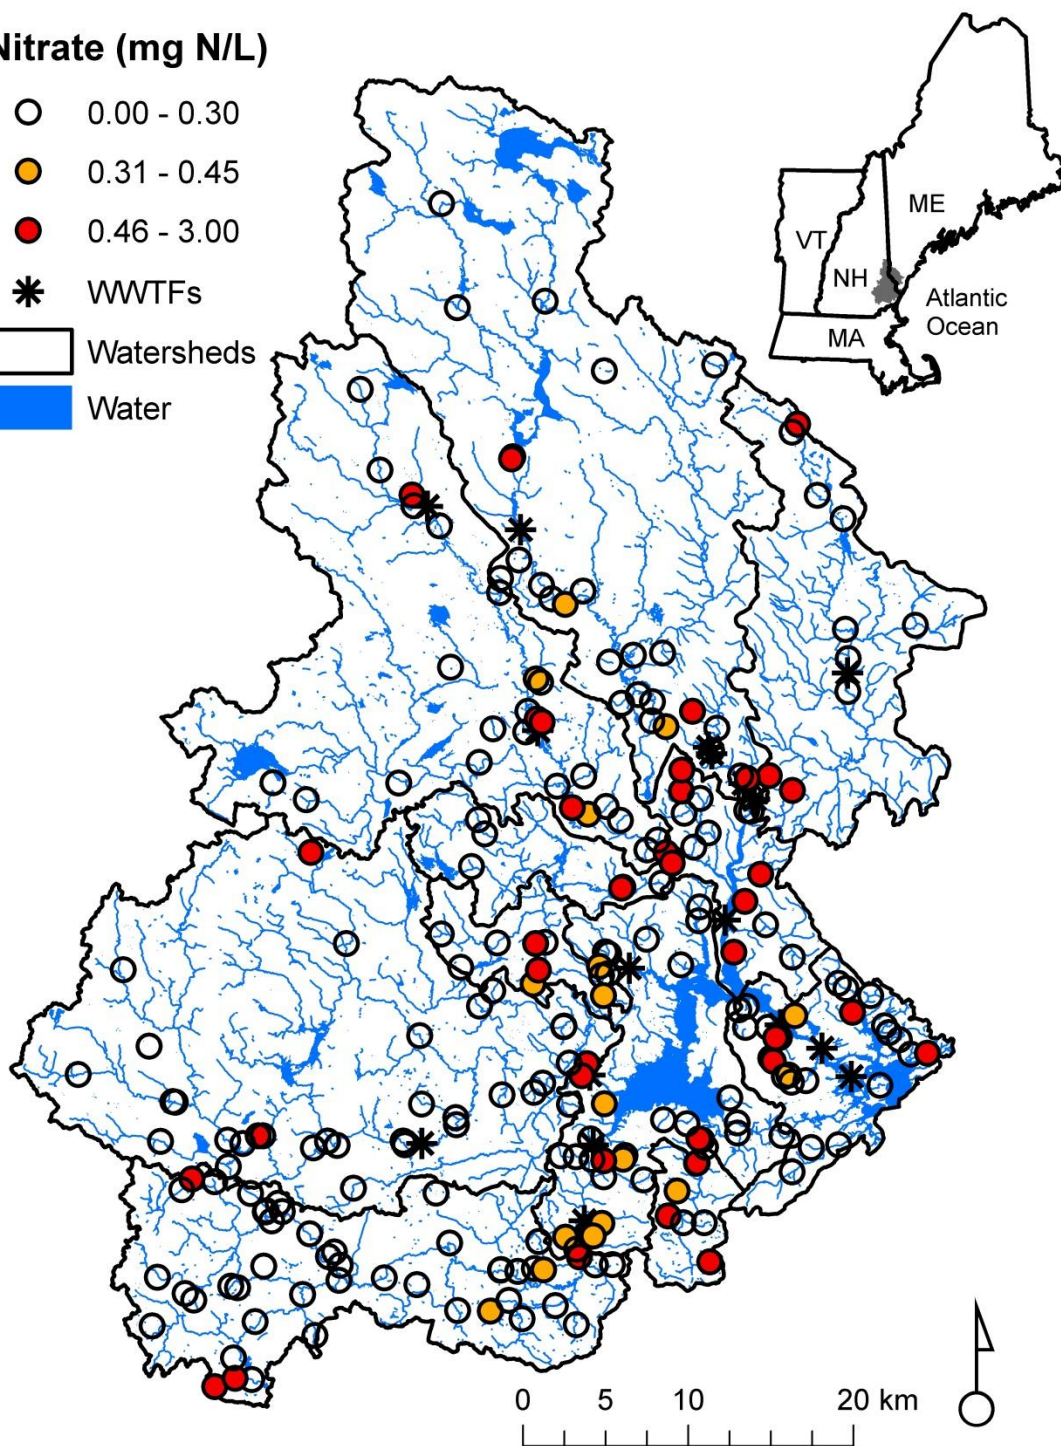 Nitrate (mg N/L)
0.00 - 0.30
0.31 - 0.45
0.46 - 3.00
WWTFs
Watersheds
Water
ME
VT
NH
Atlantic
Ocean
MA
0 5 10 20 km